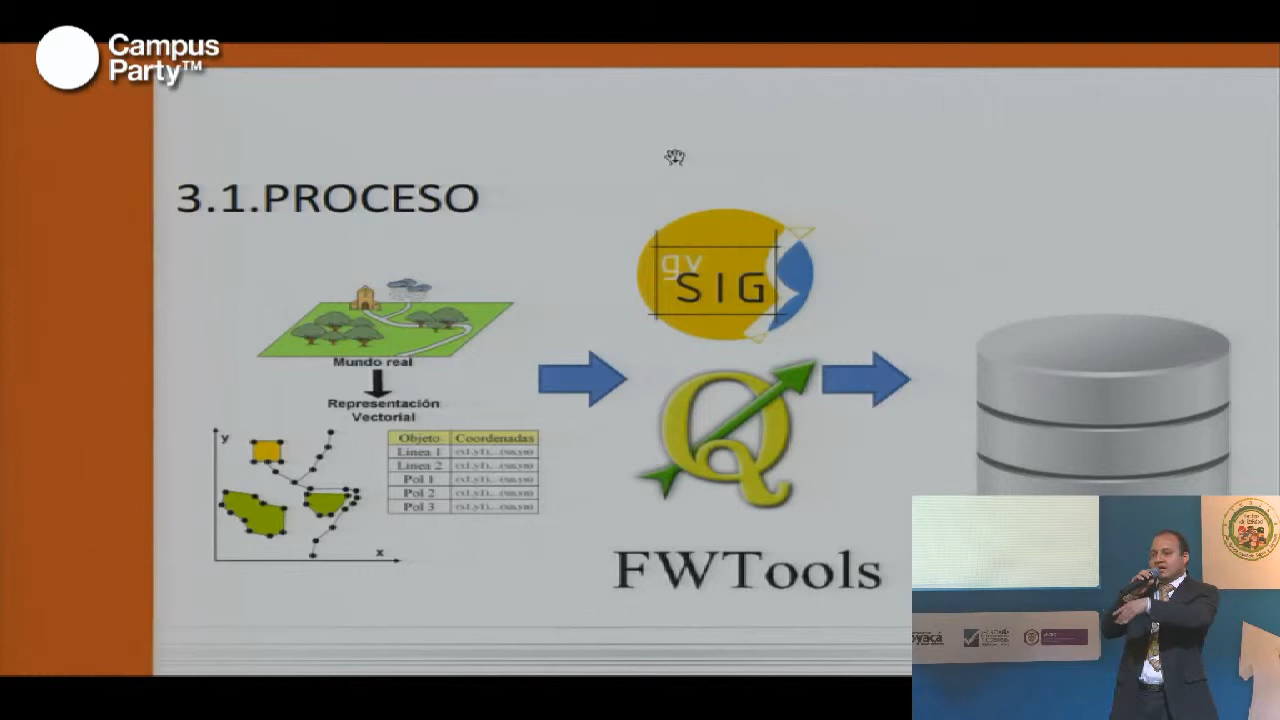 Campus
Party™
3.1.PROCESO
gv
SIG
Mundo real
Representación
Vectorial
y
Objeto Coordenadas
Linea 1
Linea 2
Pol 1
Pol 2
Pol 3
x
FWTools